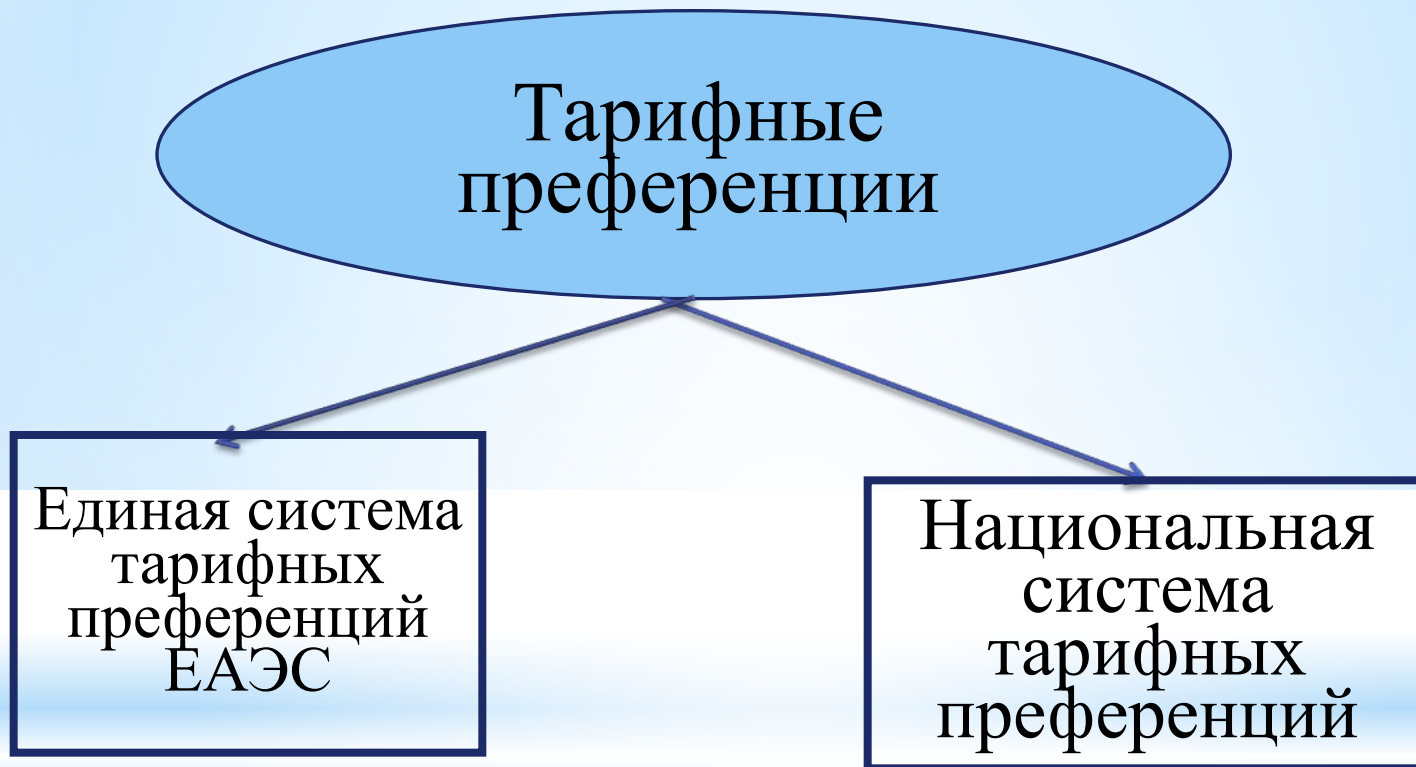 Тарифные
преференции
Единая система
тарифных
преференций
ЕАЭС
Национальная
система
тарифных
преференций